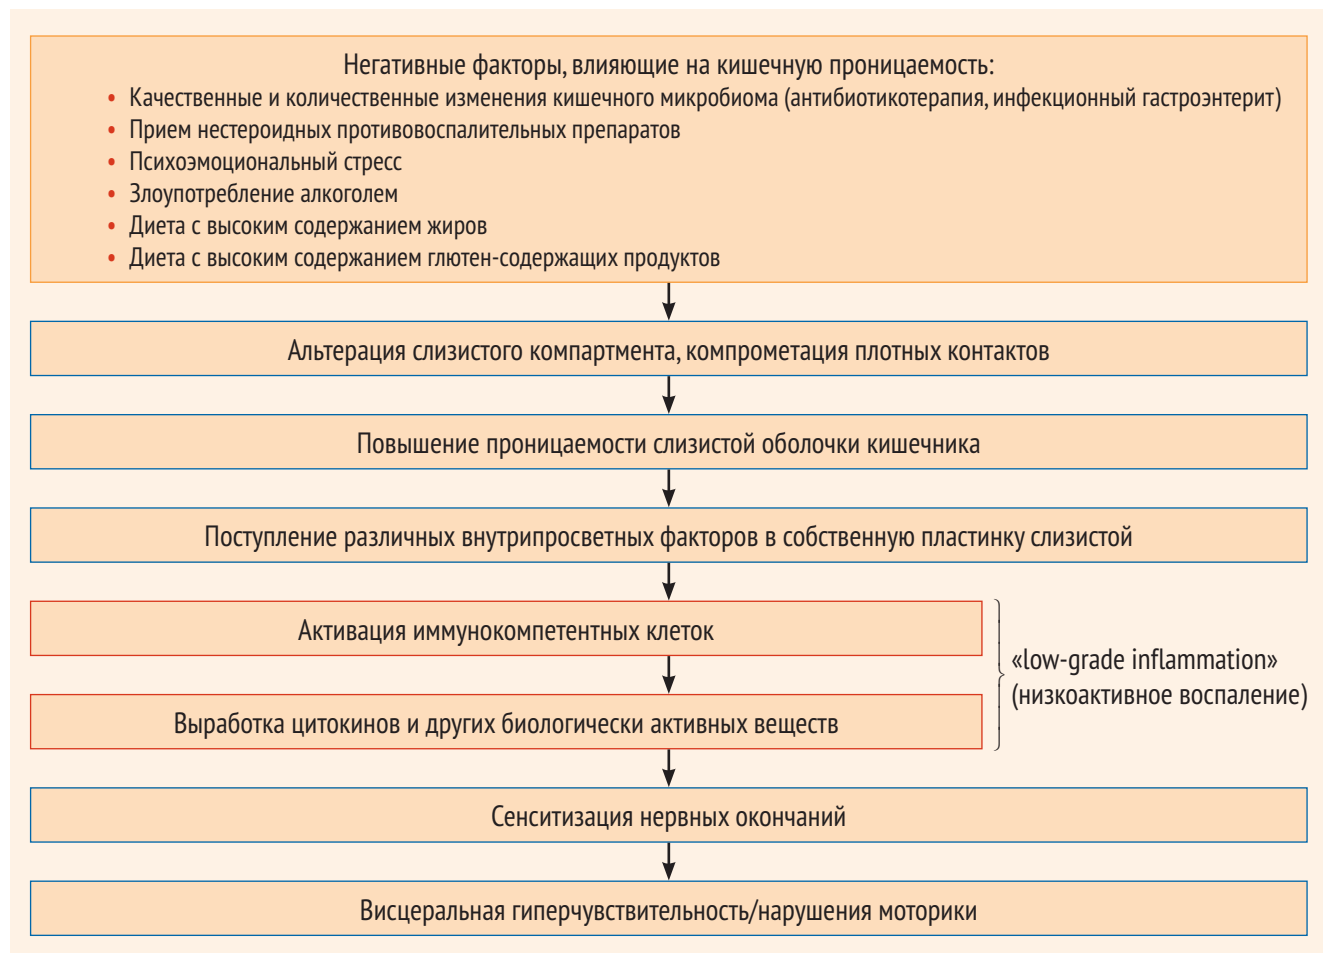 Негативные факторы, влияющие на кишечную проницаемость:
• Качественные и количественные изменения кишечного микробиома (антибиотикотерапия, инфекционный гастроэнтерит)
• Прием нестероидных противовоспалительных препаратов
• Психоэмоциональный стресс
• Злоупотребление алкоголем
• Диета с высоким содержанием жиров
• Диета с высоким содержанием глютен-содержащих продуктов
Альтерация слизистого компартмента, компрометация плотных контактов
Повышение проницаемости слизистой оболочки кишечника
Поступление различных внутрипросветных факторов в собственную пластинку слизистой
Активация иммунокомпетентных клеток
Выработка цитокинов и других биологически активных веществ
«low-grade inflammation»
(низкоактивное воспаление)
Сенситизация нервных окончаний
Висцеральная гиперчувствительность/нарушения моторики